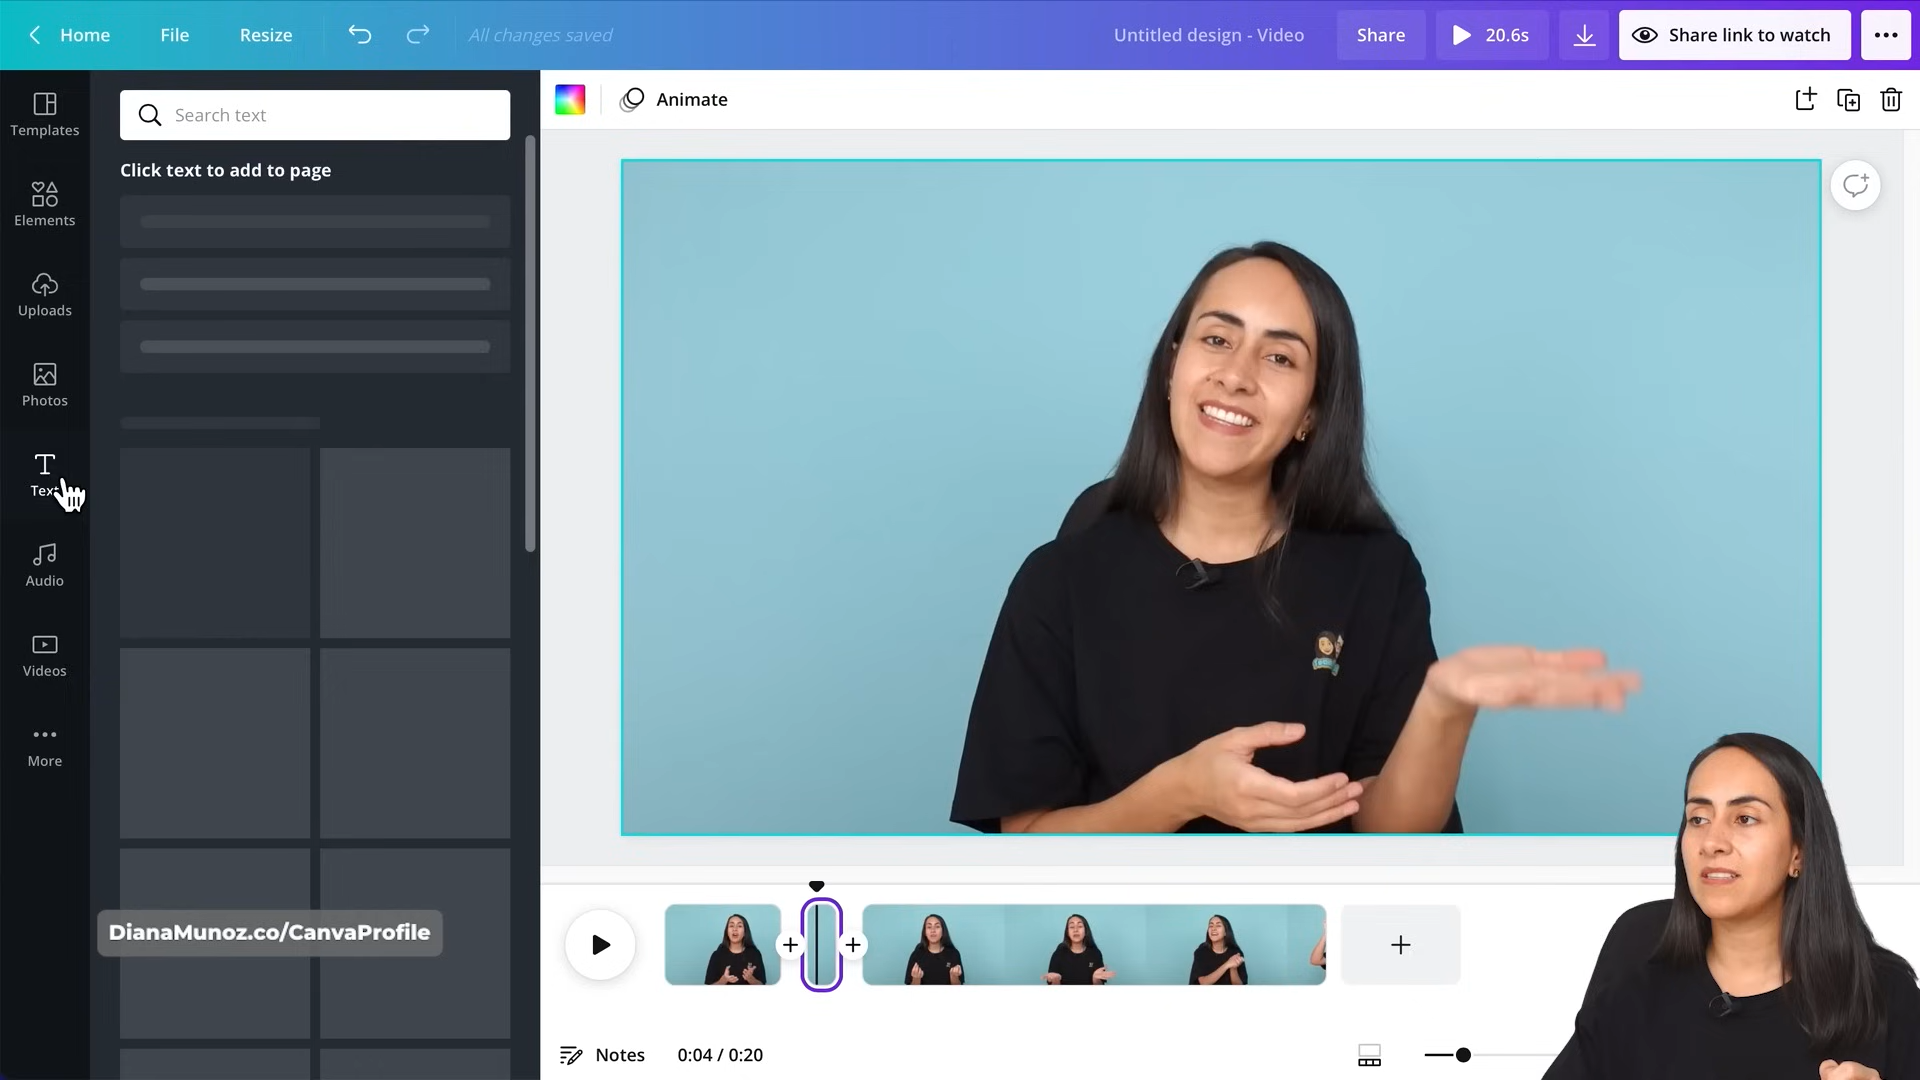 Home
File
Resize
All changes saved
Untitled design - Video
Share
20.6s
Share link to watch
Templates
Elements
Uploads
Photos
Text
Audio
Videos
More
Search text
Click text to add to page
Animate
DianaMunoz.co/CanvaProfile
Notes
0:04 / 0:20